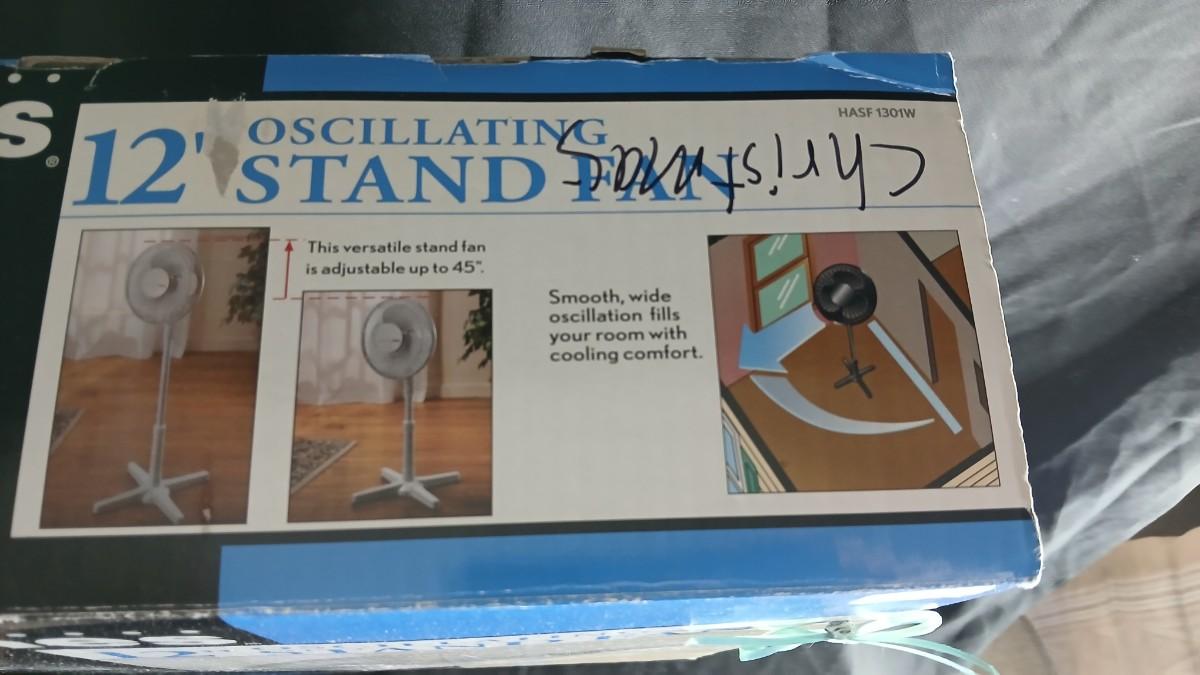 HASF 1301W
12' OSCILLATING
STAND FAN
Christmas
This versatile stand fan
is adjustable up to 45".
Smooth, wide
oscillation fills
your room with
cooling comfort.
S®
12'